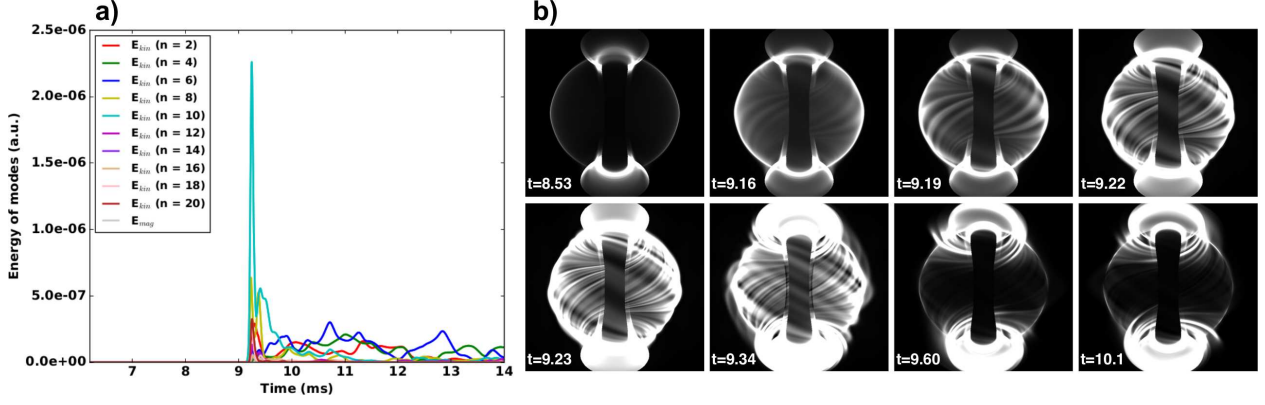 a)
2.5e-06
2.0e-06
1.5e-06
1.0e-06
5.0e-07
0.0e+00
Energy of modes (a.u.)
E_kin (n = 2)
E_kin (n = 4)
E_kin (n = 6)
E_kin (n = 8)
E_kin (n = 10)
E_kin (n = 12)
E_kin (n = 14)
E_kin (n = 16)
E_kin (n = 18)
E_kin (n = 20)
E_mag
7 8 9 10 11 12 13 14
Time (ms)
b)
t=8.53 t=9.16 t=9.19 t=9.22
t=9.23 t=9.34 t=9.60 t=10.1